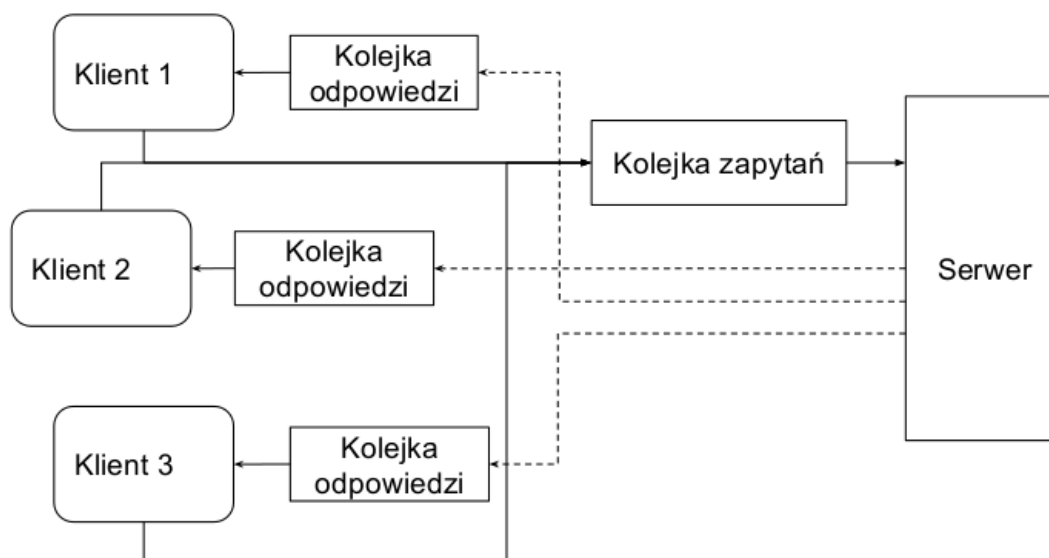 Klient 1
Kolejka
odpowiedzi
Kolejka zapytań
Klient 2
Kolejka
odpowiedzi
Serwer
Klient 3
Kolejka
odpowiedzi